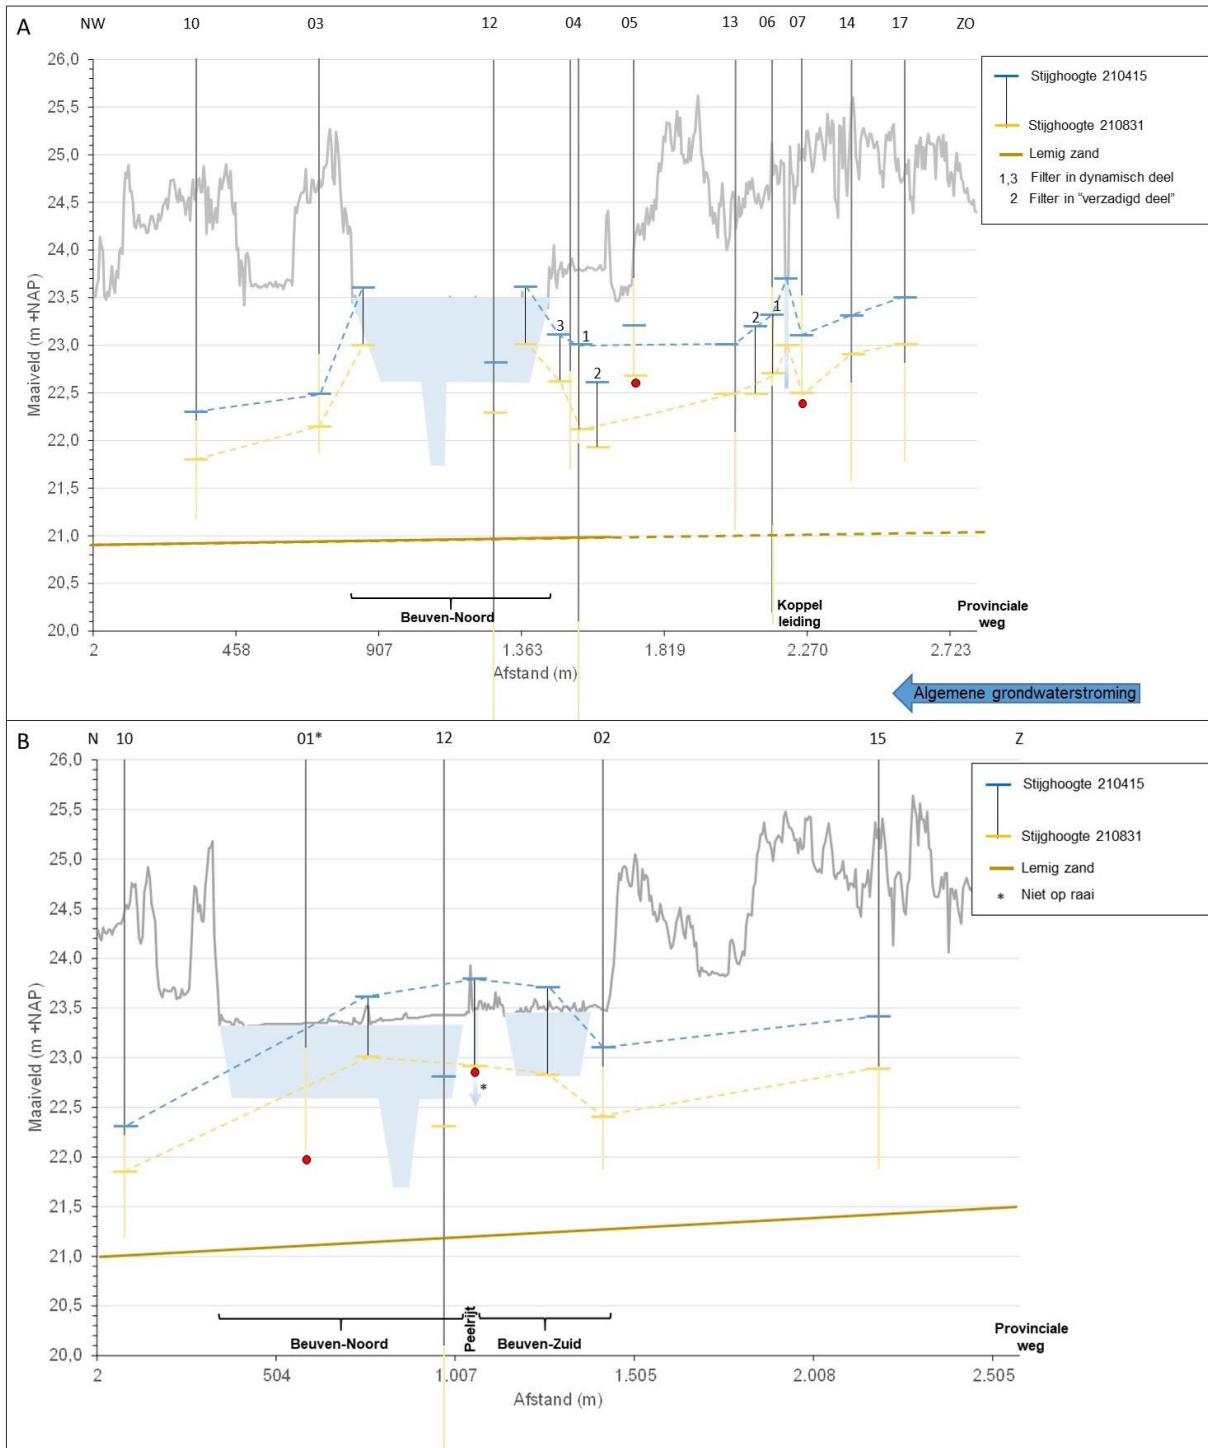 A
NW 10 03 12 04 05 13 06 07 14 17 ZO
26,0
25,5
25,0
24,5
24,0
23,5
23,0
22,5
22,0
21,5
21,0
20,5
20,0
Maaiveld (m +NAP)
Stijghoogte 210415
Stijghoogte 210831
Lemig zand
1,3 Filter in dynamisch deel
2 Filter in "verzadigd deel"
3
1
2
2
1
Beuven-Noord
Koppel
leiding
Provinciale
weg
2 458 907 1.363 1.819 2.270 2.723
Afstand (m)
Algemene grondwaterstroming
B
N 10 01* 12 02 15 Z
26,0
25,5
25,0
24,5
24,0
23,5
23,0
22,5
22,0
21,5
21,0
20,5
20,0
Maaiveld (m +NAP)
Stijghoogte 210415
Stijghoogte 210831
Lemig zand
* Niet op raai
*
Beuven-Noord
Peelrijt
Beuven-Zuid
Provinciale
weg
2 504 1.007 1.505 2.008 2.505
Afstand (m)